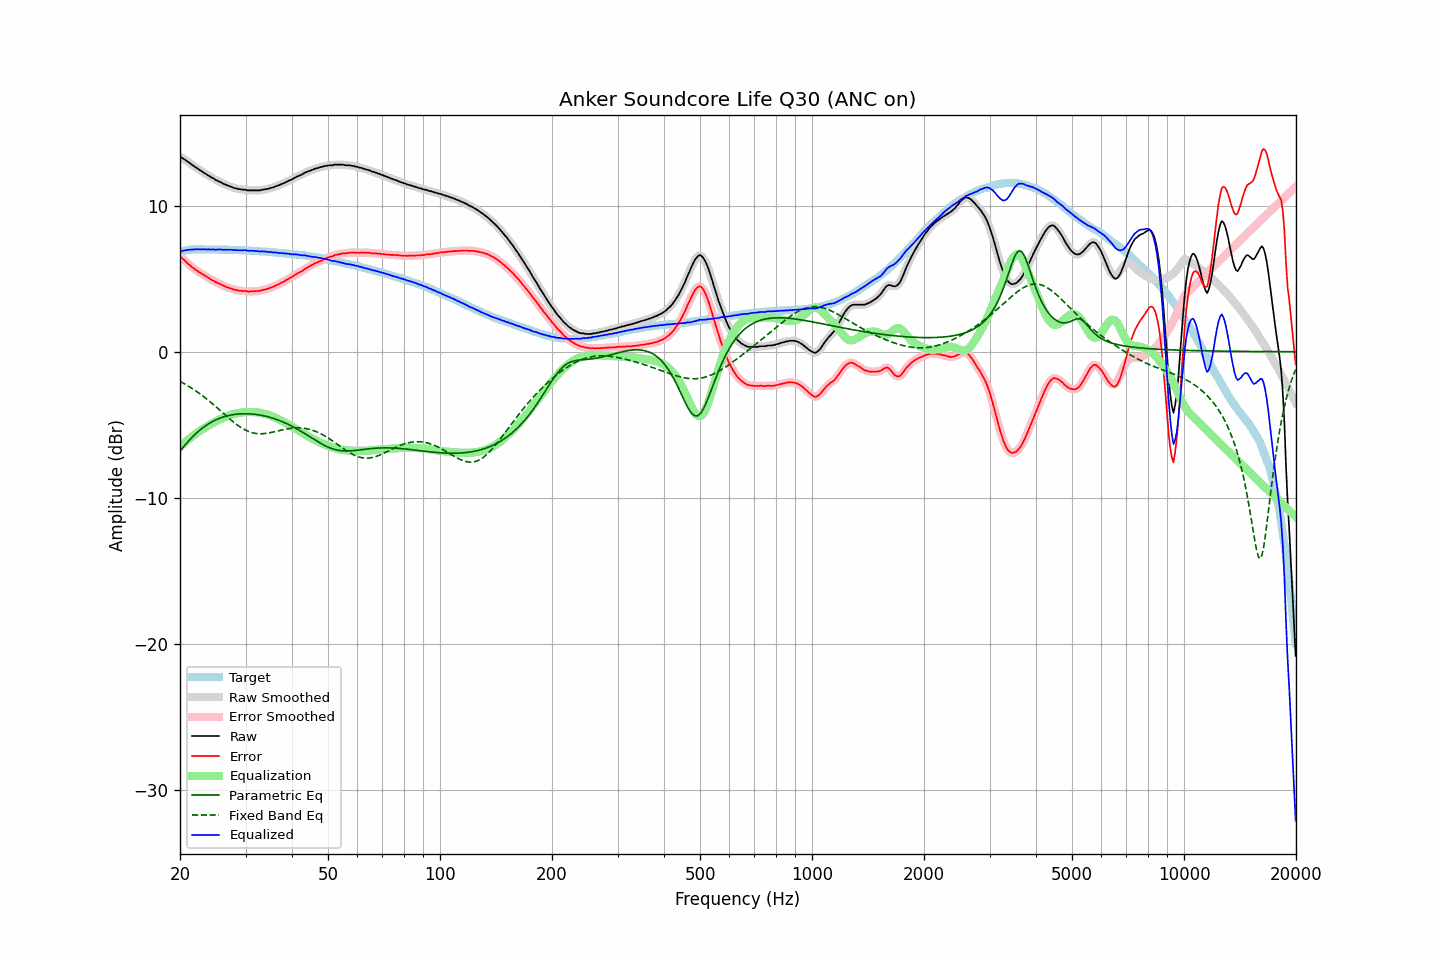 Anker Soundcore Life Q30 (ANC on)
Amplitude (dBr)
10
0
−10
−20
−30
Target
Raw Smoothed
Error Smoothed
Raw
Error
Equalization
Parametric Eq
Fixed Band Eq
Equalized
20 50 100 200 500 1000 2000 5000 10000 20000
Frequency (Hz)